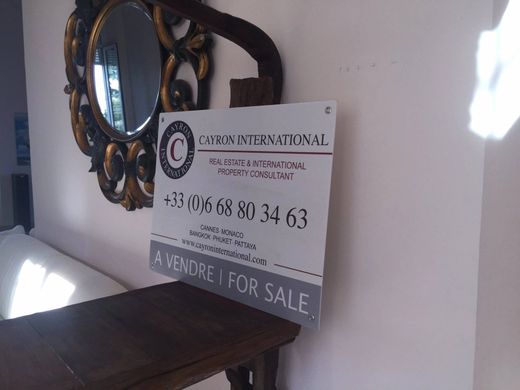 CAYRON
INTERNATIONAL
C
CAYRON INTERNATIONAL
REAL ESTATE & INTERNATIONAL
PROPERTY CONSULTANT
+33 (0)6 68 80 34 63
CANNES · MONACO
BANGKOK · PHUKET · PATTAYA
www.cayroninternational.com
A VENDRE | FOR SALE